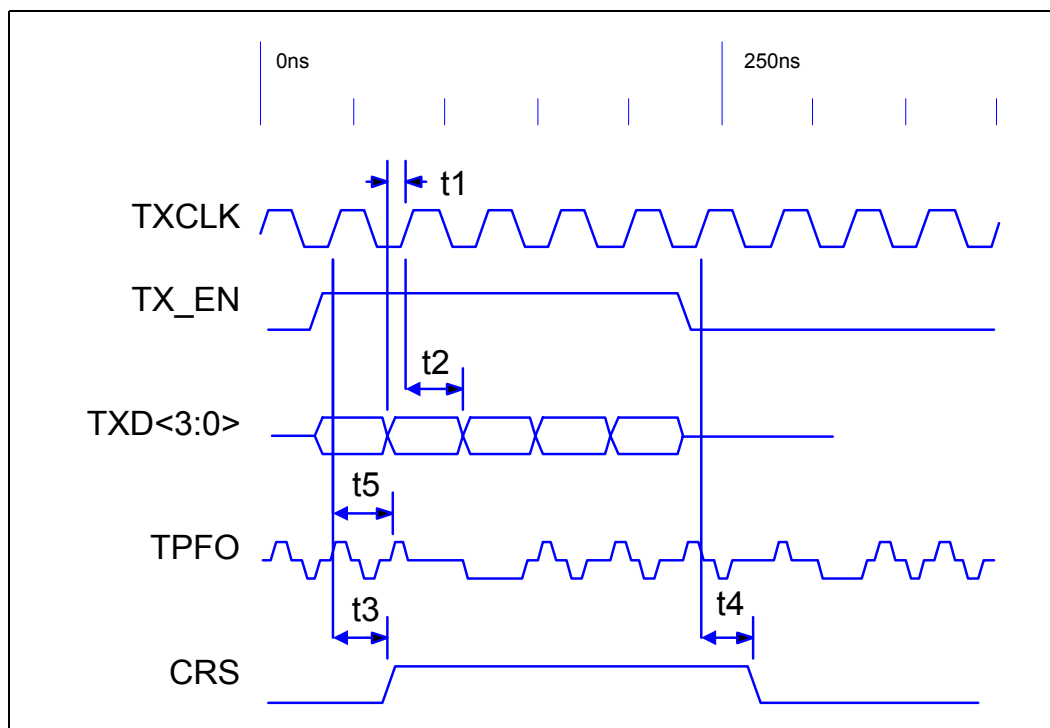 0ns
250ns
t1
TXCLK
TX_EN
t2
TXD<3:0>
t5
TPFO
t3
t4
CRS